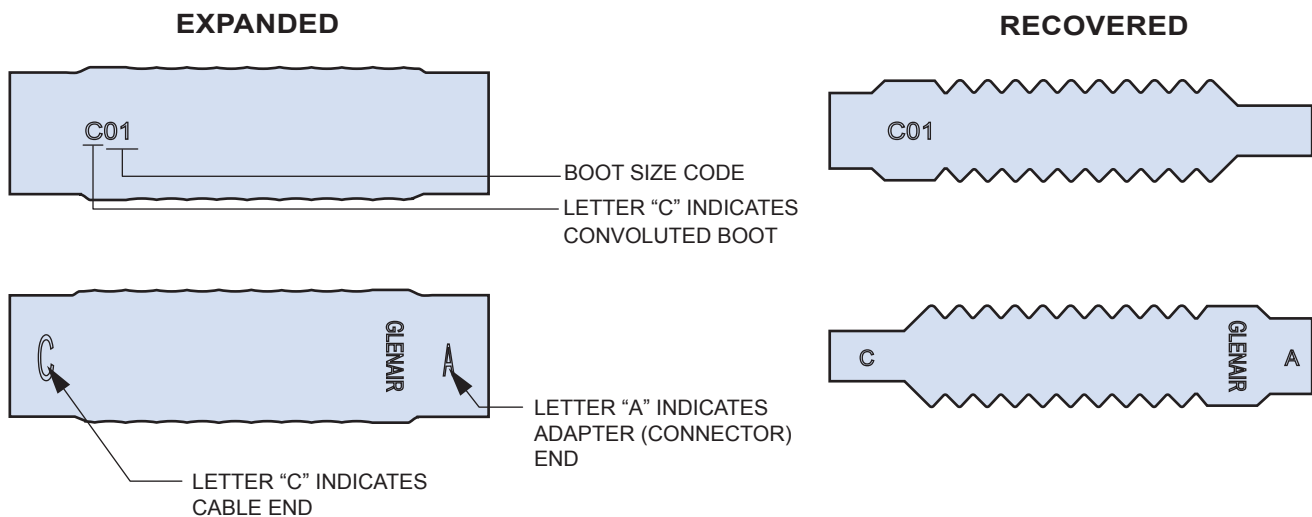 EXPANDED
RECOVERED
C01
C01
BOOT SIZE CODE
LETTER “C” INDICATES
CONVOLUTED BOOT
C
GLENAIR
A
C
GLENAIR
A
LETTER “A” INDICATES
ADAPTER (CONNECTOR)
END
LETTER “C” INDICATES
CABLE END